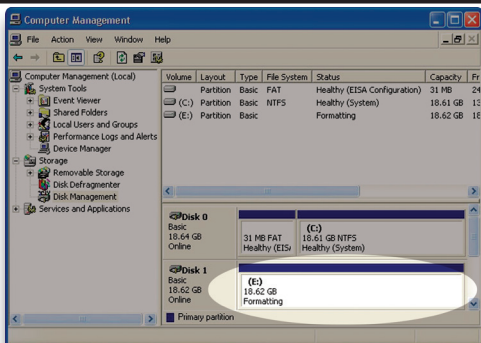 Computer Management
File Action View Window Help
Computer Management (Local)
System Tools
Event Viewer
Shared Folders
Local Users and Groups
Performance Logs and Alerts
Device Manager
Storage
Removable Storage
Disk Defragmenter
Disk Management
Services and Applications
Volume Layout Type File System Status Capacity Fr
Partition Basic FAT Healthy (EISA Configuration) 31 MB 24
(C:) Partition Basic NTFS Healthy (System) 18.61 GB 13
(E:) Partition Basic Formatting 18.62 GB 18
Disk 0
Basic
18.64 GB
Online
31 MB FAT
Healthy (EIS
(C:)
18.61 GB NTFS
Healthy (System)
Disk 1
Basic
18.62 GB
Online
(E:)
18.62 GB
Formatting
Primary partition